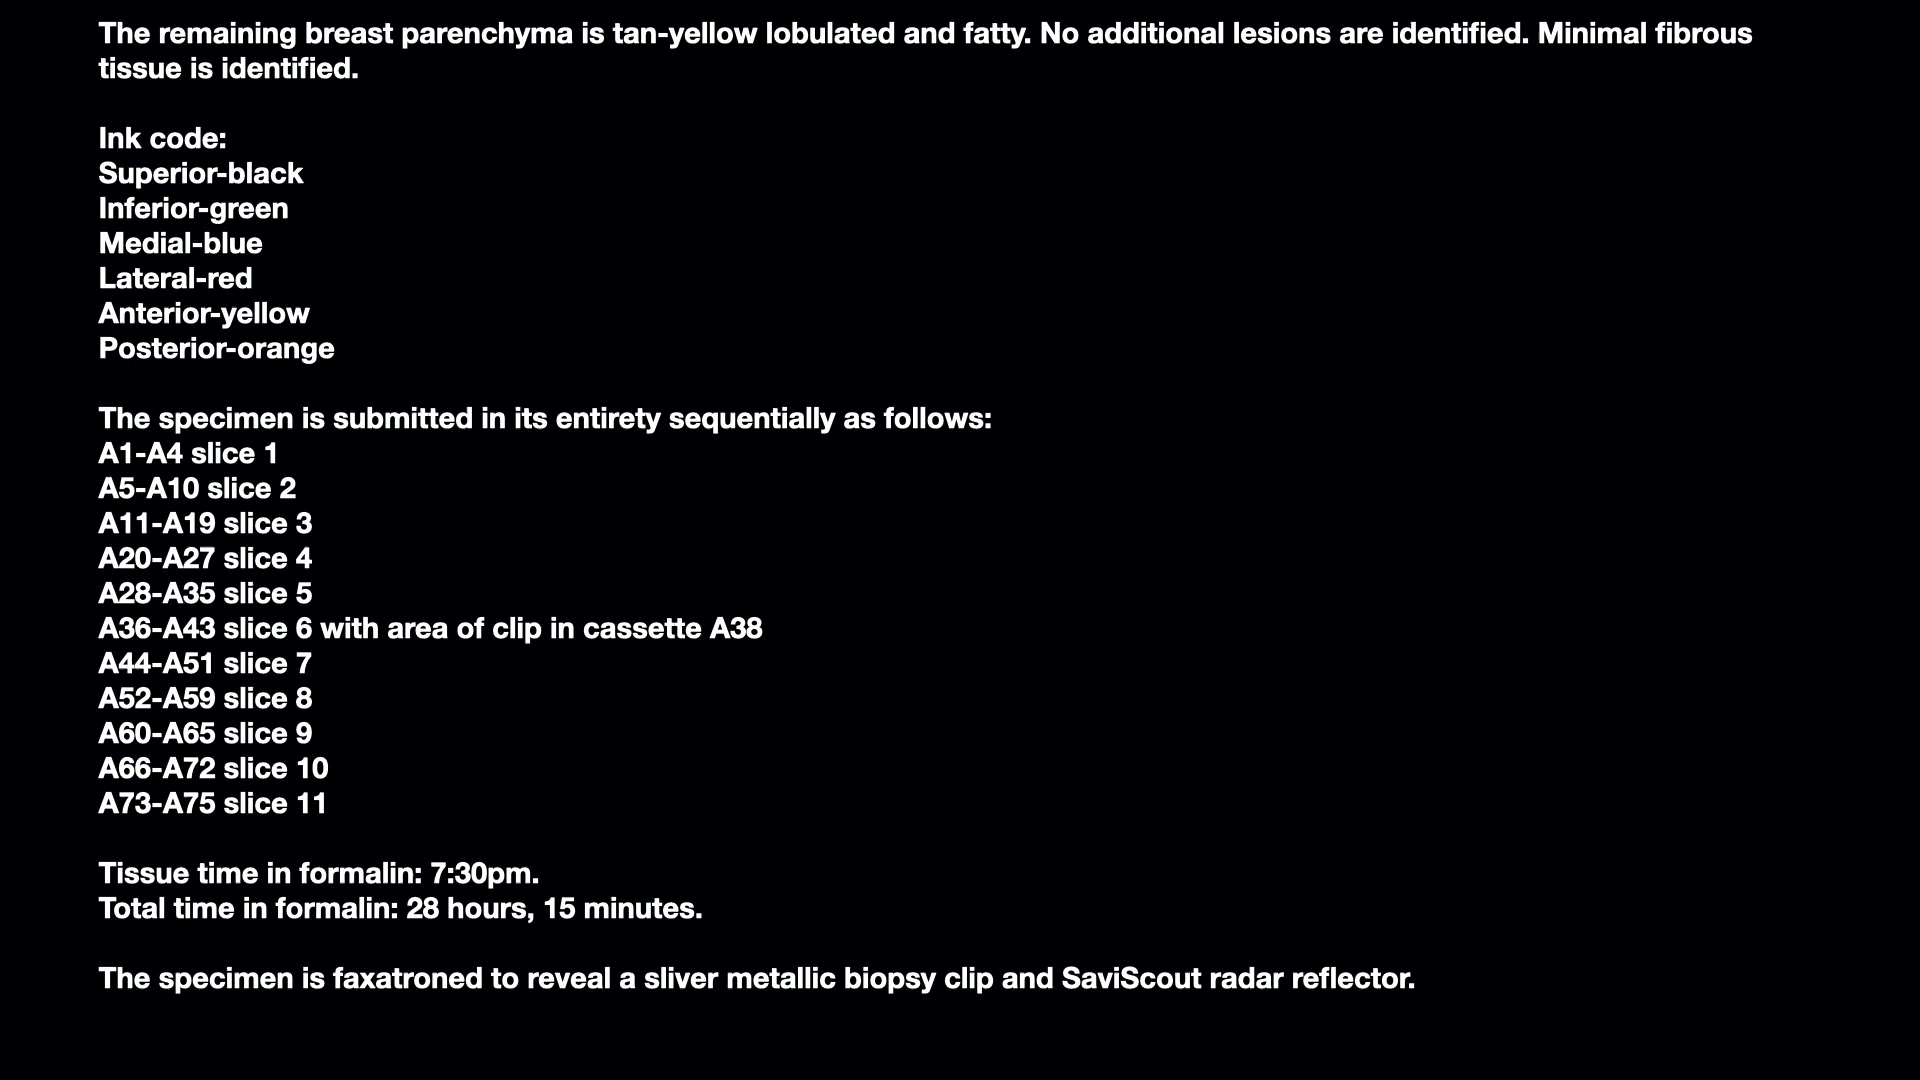 The remaining breast parenchyma is tan-yellow lobulated and fatty. No additional lesions are identified. Minimal fibrous
tissue is identified.
Ink code:
Superior-black
Inferior-green
Medial-blue
Lateral-red
Anterior-yellow
Posterior-orange
The specimen is submitted in its entirety sequentially as follows:
A1-A4 slice 1
A5-A10 slice 2
A11-A19 slice 3
A20-A27 slice 4
A28-A35 slice 5
A36-A43 slice 6 with area of clip in cassette A38
A44-A51 slice 7
A52-A59 slice 8
A60-A65 slice 9
A66-A72 slice 10
A73-A75 slice 11
Tissue time in formalin: 7:30pm.
Total time in formalin: 28 hours, 15 minutes.
The specimen is faxatroned to reveal a sliver metallic biopsy clip and SaviScout radar reflector.